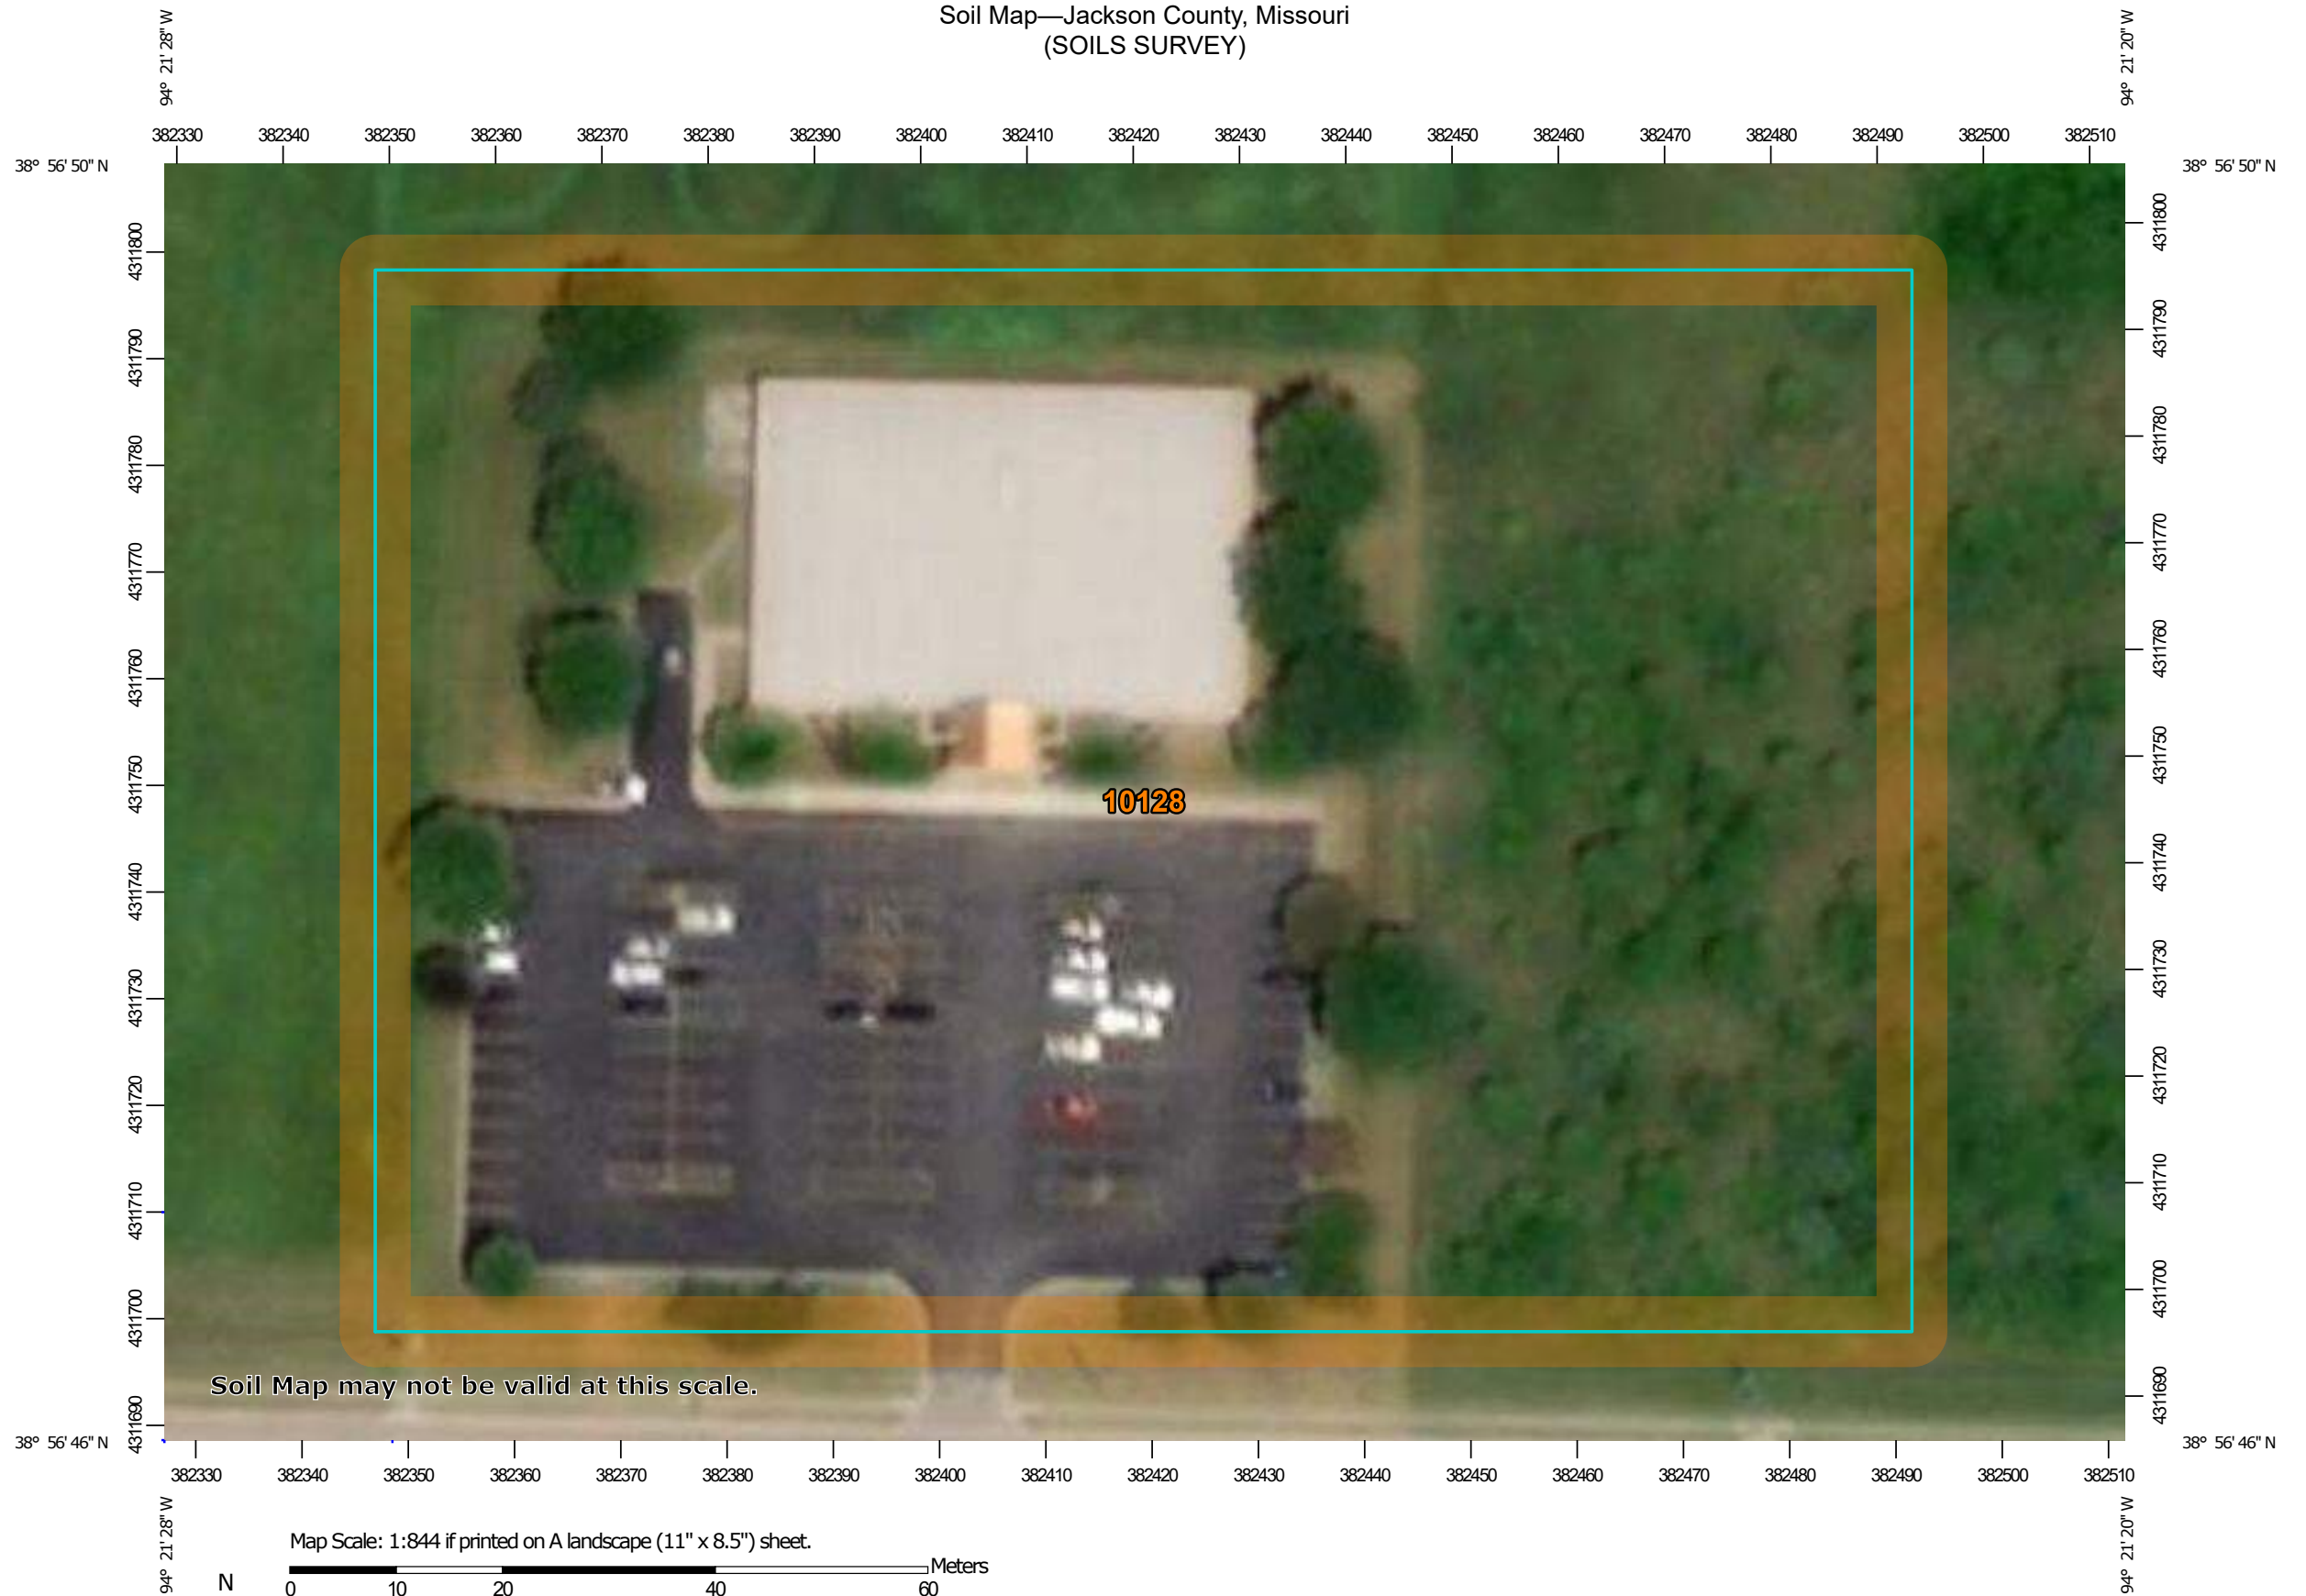 Soil Map—Jackson County, Missouri
(SOILS SURVEY)
94° 21' 28'' W
94° 21' 20'' W
382330 382340 382350 382360 382370 382380 382390 382400 382410 382420 382430 382440 382450 382460 382470 382480 382490 382500 382510
38° 56' 50'' N
38° 56' 50'' N
4311800 4311790 4311780 4311770 4311760 4311750 4311740 4311730 4311720 4311710 4311700 4311690
4311800 4311790 4311780 4311770 4311760 4311750 4311740 4311730 4311720 4311710 4311700 4311690
10128
Soil Map may not be valid at this scale.
38° 56' 46'' N
38° 56' 46'' N
382330 382340 382350 382360 382370 382380 382390 382400 382410 382420 382430 382440 382450 382460 382470 382480 382490 382500 382510
94° 21' 28'' W
94° 21' 20'' W
Map Scale: 1:844 if printed on A landscape (11" x 8.5") sheet.
Meters
N
0 10 20 40 60